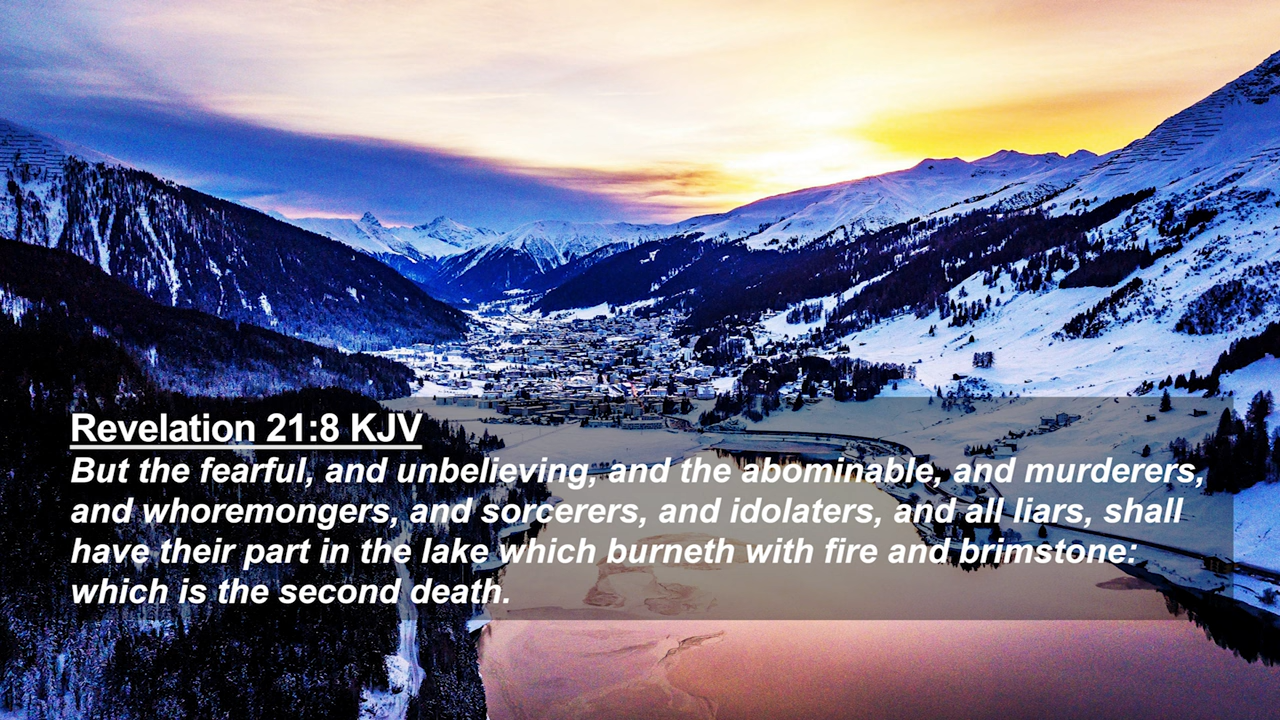 Revelation 21:8 KJV
But the fearful, and unbelieving, and the abominable, and murderers,
and whoremongers, and sorcerers, and idolaters, and all liars, shall
have their part in the lake which burneth with fire and brimstone:
which is the second death.